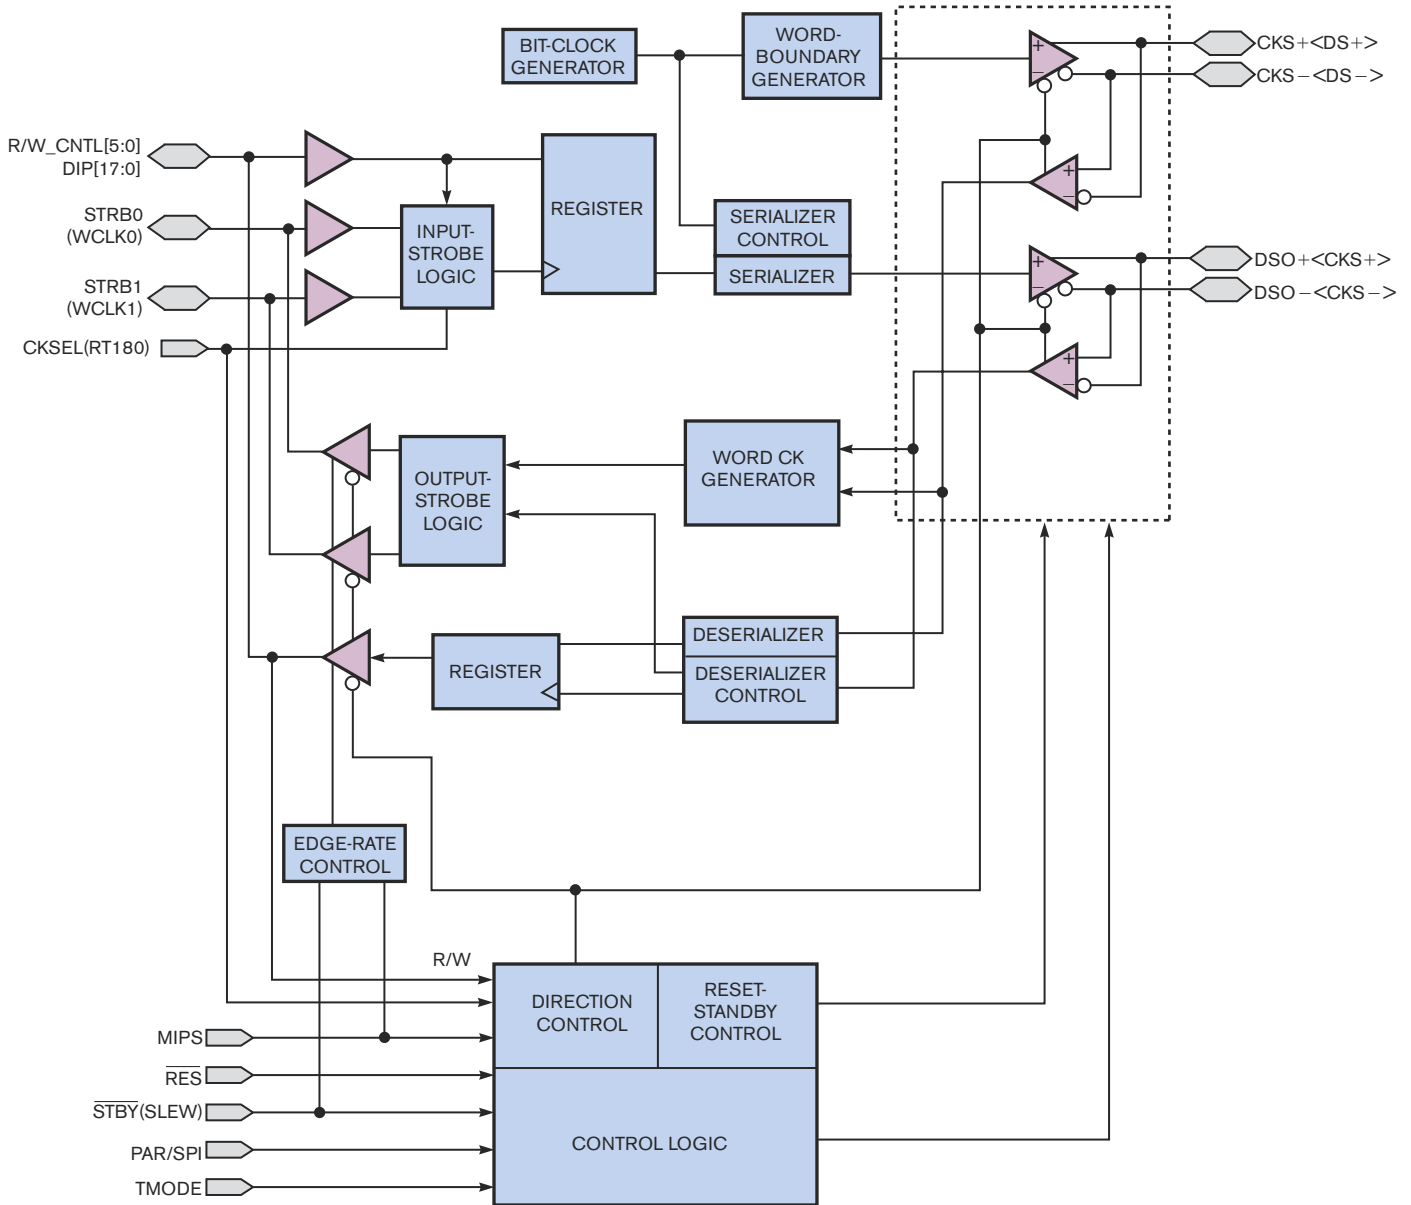 BIT-CLOCK
GENERATOR
WORD-
BOUNDARY
GENERATOR
+
−
CKS+<DS+>
CKS−<DS−>
R/W_CNTL[5:0]
DIP[17:0]
STRB0
(WCLK0)
STRB1
(WCLK1)
CKSEL(RT180)
INPUT-
STROBE
LOGIC
REGISTER
SERIALIZER
CONTROL
SERIALIZER
+
−
+
−
DSO+<CKS+>
DSO−<CKS−>
+
−
OUTPUT-
STROBE
LOGIC
WORD CK
GENERATOR
REGISTER
DESERIALIZER
DESERIALIZER
CONTROL
EDGE-RATE
CONTROL
R/W
MIPS
RES
STBY(SLEW)
PAR/SPI
TMODE
DIRECTION
CONTROL
RESET-
STANDBY
CONTROL
CONTROL LOGIC